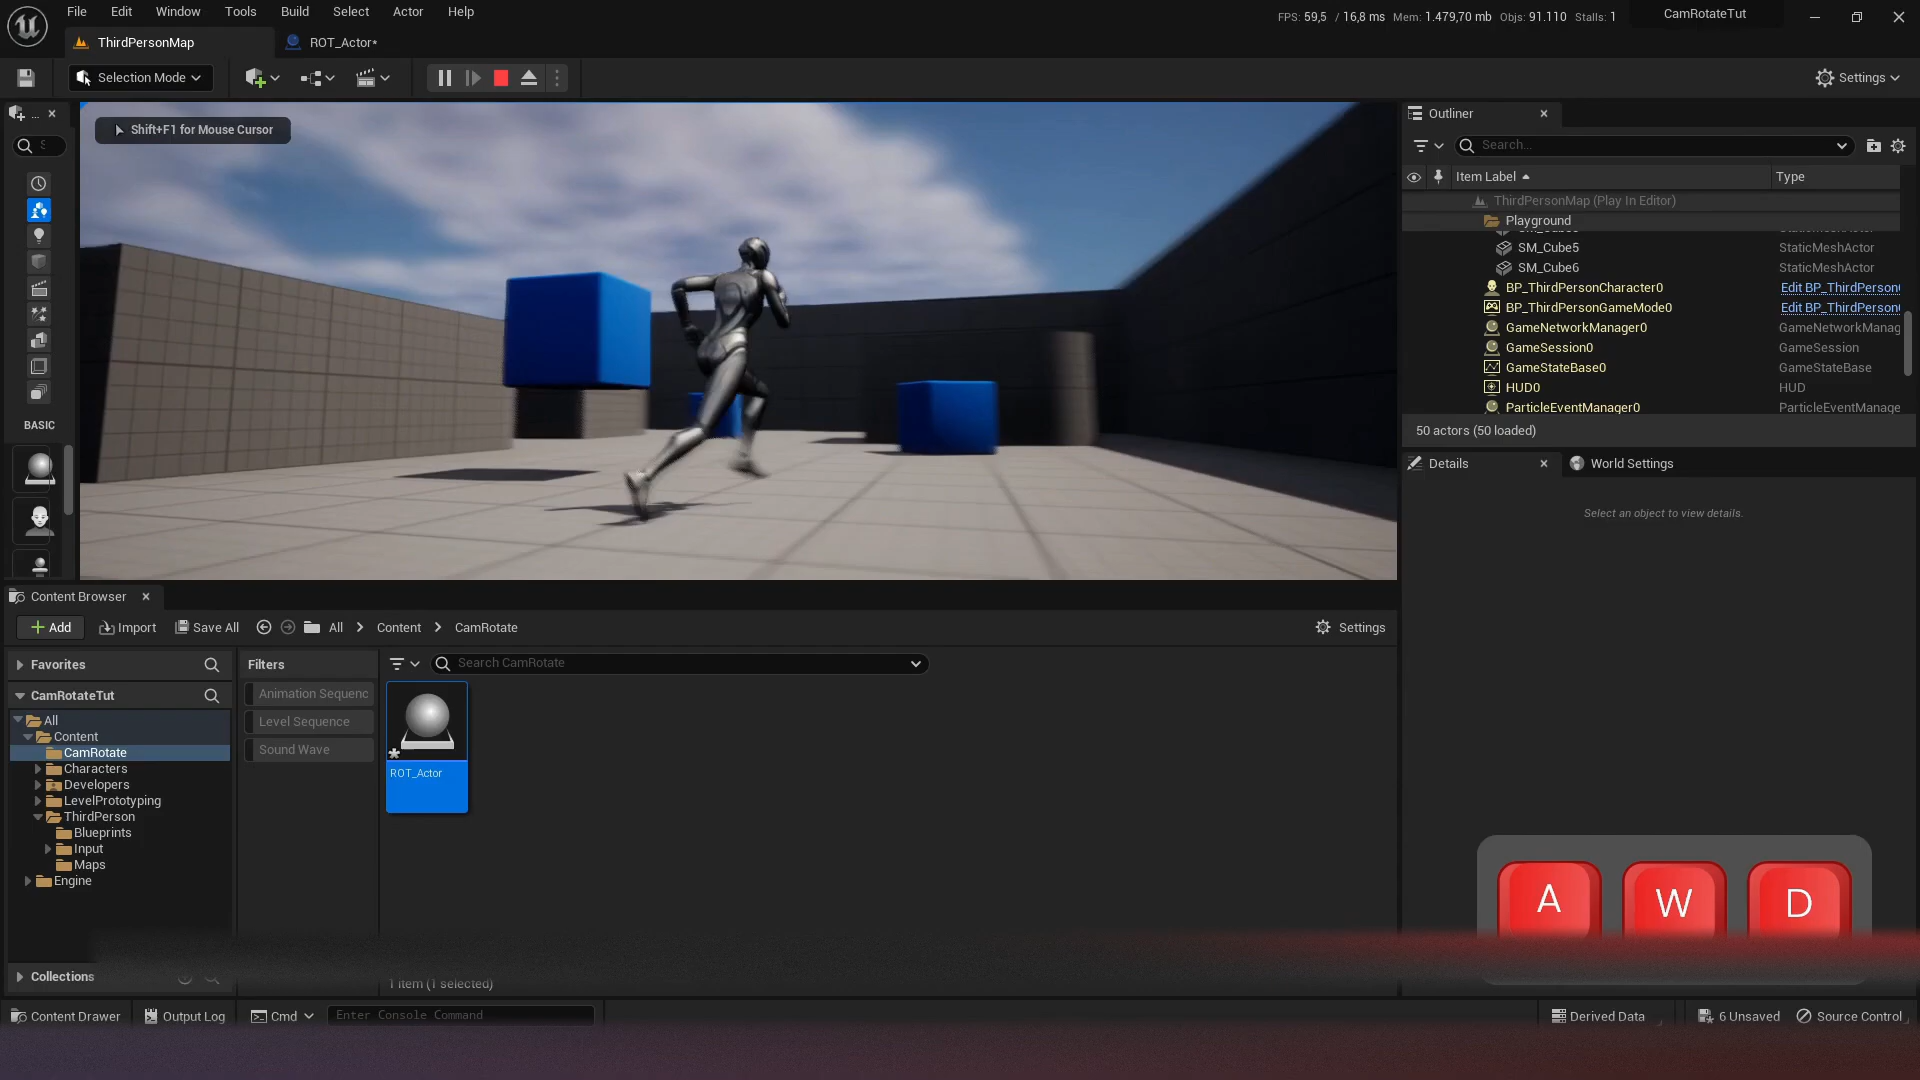 File Edit Window Tools Build Select Actor Help
FPS: 59,5 / 16,8 ms Mem: 1.479,70 mb Objs: 91.110 Stalls: 1
CamRotateTut
ThirdPersonMap
ROT_Actor*
Selection Mode
Settings
...
S
Shift+F1 for Mouse Cursor
BASIC
Outliner
Search...
Item Label
Type
ThirdPersonMap (Play In Editor)
Playground
SM_Cube5 StaticMeshActor
SM_Cube6 StaticMeshActor
BP_ThirdPersonCharacter0 Edit BP_ThirdPerson
BP_ThirdPersonGameMode0 Edit BP_ThirdPerson
GameNetworkManager0 GameNetworkManag
GameSession0 GameSession
GameStateBase0 GameStateBase
HUD0 HUD
ParticleEventManager0 ParticleEventManage
50 actors (50 loaded)
Details
World Settings
Select an object to view details.
Content Browser
Add Import Save All All Content CamRotate
Settings
Favorites
CamRotateTut
All
Content
CamRotate
Characters
Developers
LevelPrototyping
ThirdPerson
Blueprints
Input
Maps
Engine
Collections
Filters
Animation Sequenc
Level Sequence
Sound Wave
Search CamRotate
ROT_Actor
1 item (1 selected)
A W D
Content Drawer Output Log Cmd Enter Console Command
Derived Data 6 Unsaved Source Control